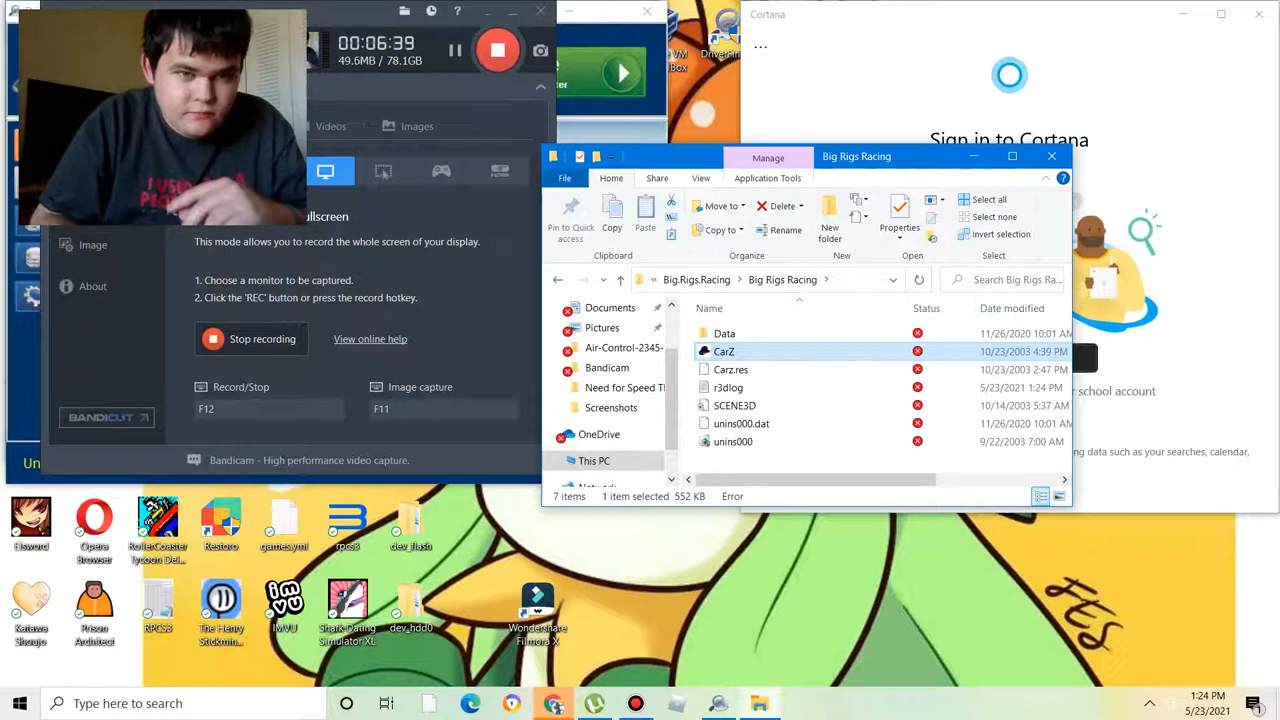 00:06:39
49.6MB / 78.1GB
Videos
Images
llscreen
This mode allows you to record the whole screen of your display.
1. Choose a monitor to be captured.
2. Click the 'REC' button or press the record hotkey.
Stop recording
View online help
Image
About
Record/Stop
F12
Image capture
F11
BANDICUT
Bandicam - High performance video capture.
Un
Cortana
...
Sign in to Cortana
school account
data such as your searches, calendar,
Manage
Big Rigs Racing
File
Home
Share
View
Application Tools
Pin to Quick access
Copy
Paste
Move to
Copy to
Delete
Rename
New folder
Properties
Select all
Select none
Invert selection
Clipboard
Organize
New
Open
Select
« Big.Rigs.Racing > Big Rigs Racing >
Search Big Rigs Ra...
Name
Status
Date modified
Documents
Pictures
Air-Control-2345-
Bandicam
Need for Speed T
Screenshots
OneDrive
This PC
Data 11/26/2020 10:01 AM
CarZ 10/23/2003 4:39 PM
Carz.res 10/23/2003 2:47 PM
r3dlog 5/23/2021 1:24 PM
SCENE3D 10/14/2003 5:37 AM
unins000.dat 11/26/2020 10:01 AM
unins000 9/22/2003 7:00 AM
7 items 1 item selected 552 KB Error
Elsword
Opera Browser
RollerCoaster Tycoon Del...
Restoro
games.yml
rpcs3
dev_flash
Katawa Shoujo
Prison Architect
RPCS3
The Henry Stickmin...
IMVU
Shark Dating Simulator XL
dev_hdd0
Wondershare Filmora X
FES
Type here to search
1:24 PM
5/23/2021
1